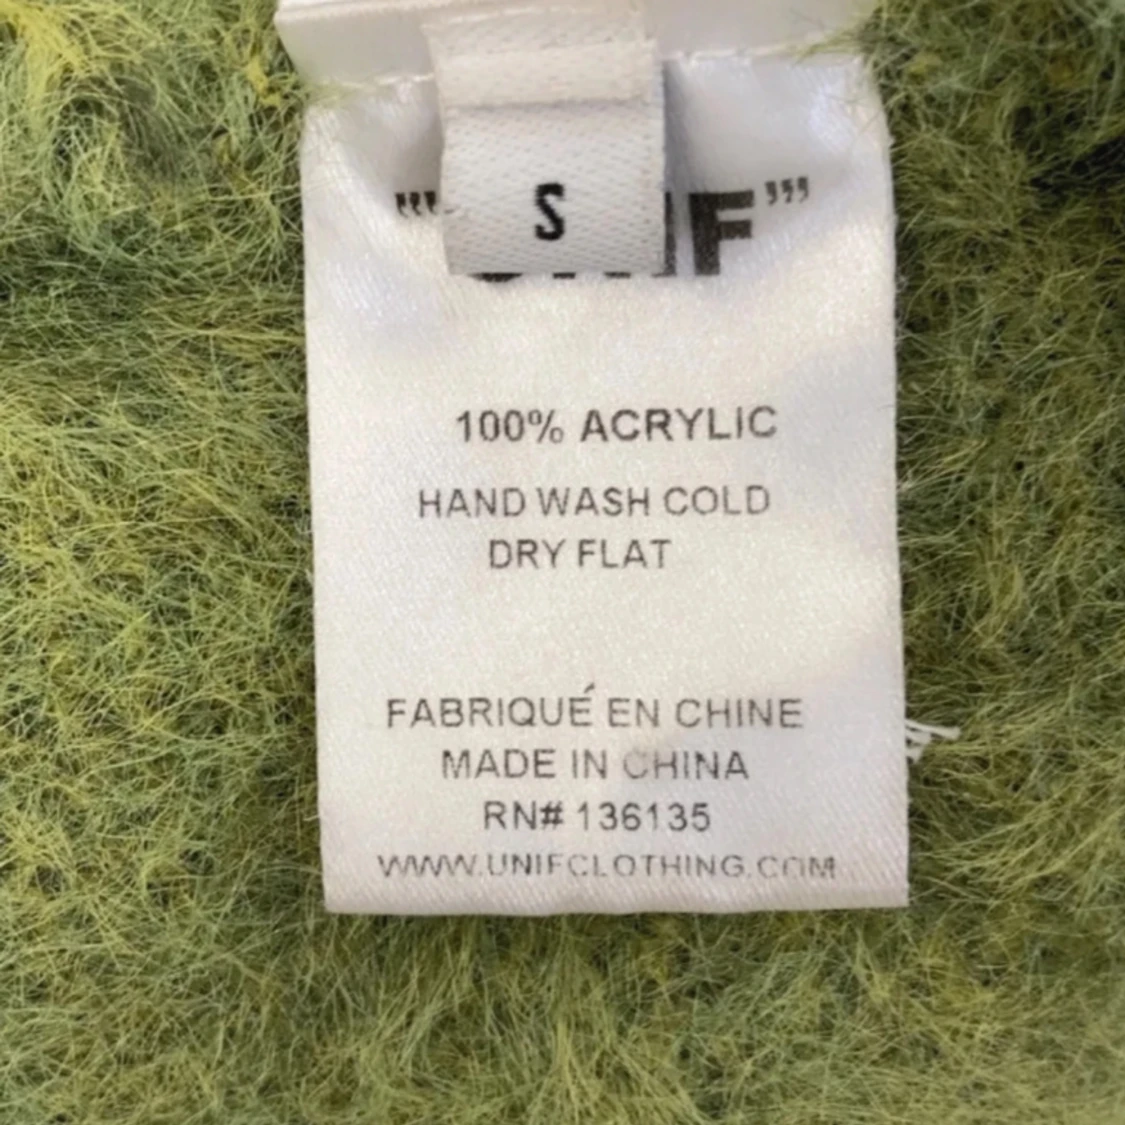 S
100% ACRYLIC
HAND WASH COLD
DRY FLAT
FABRIQUÉ EN CHINE
MADE IN CHINA
RN# 136135
WWW.UNIFCLOTHING.COM